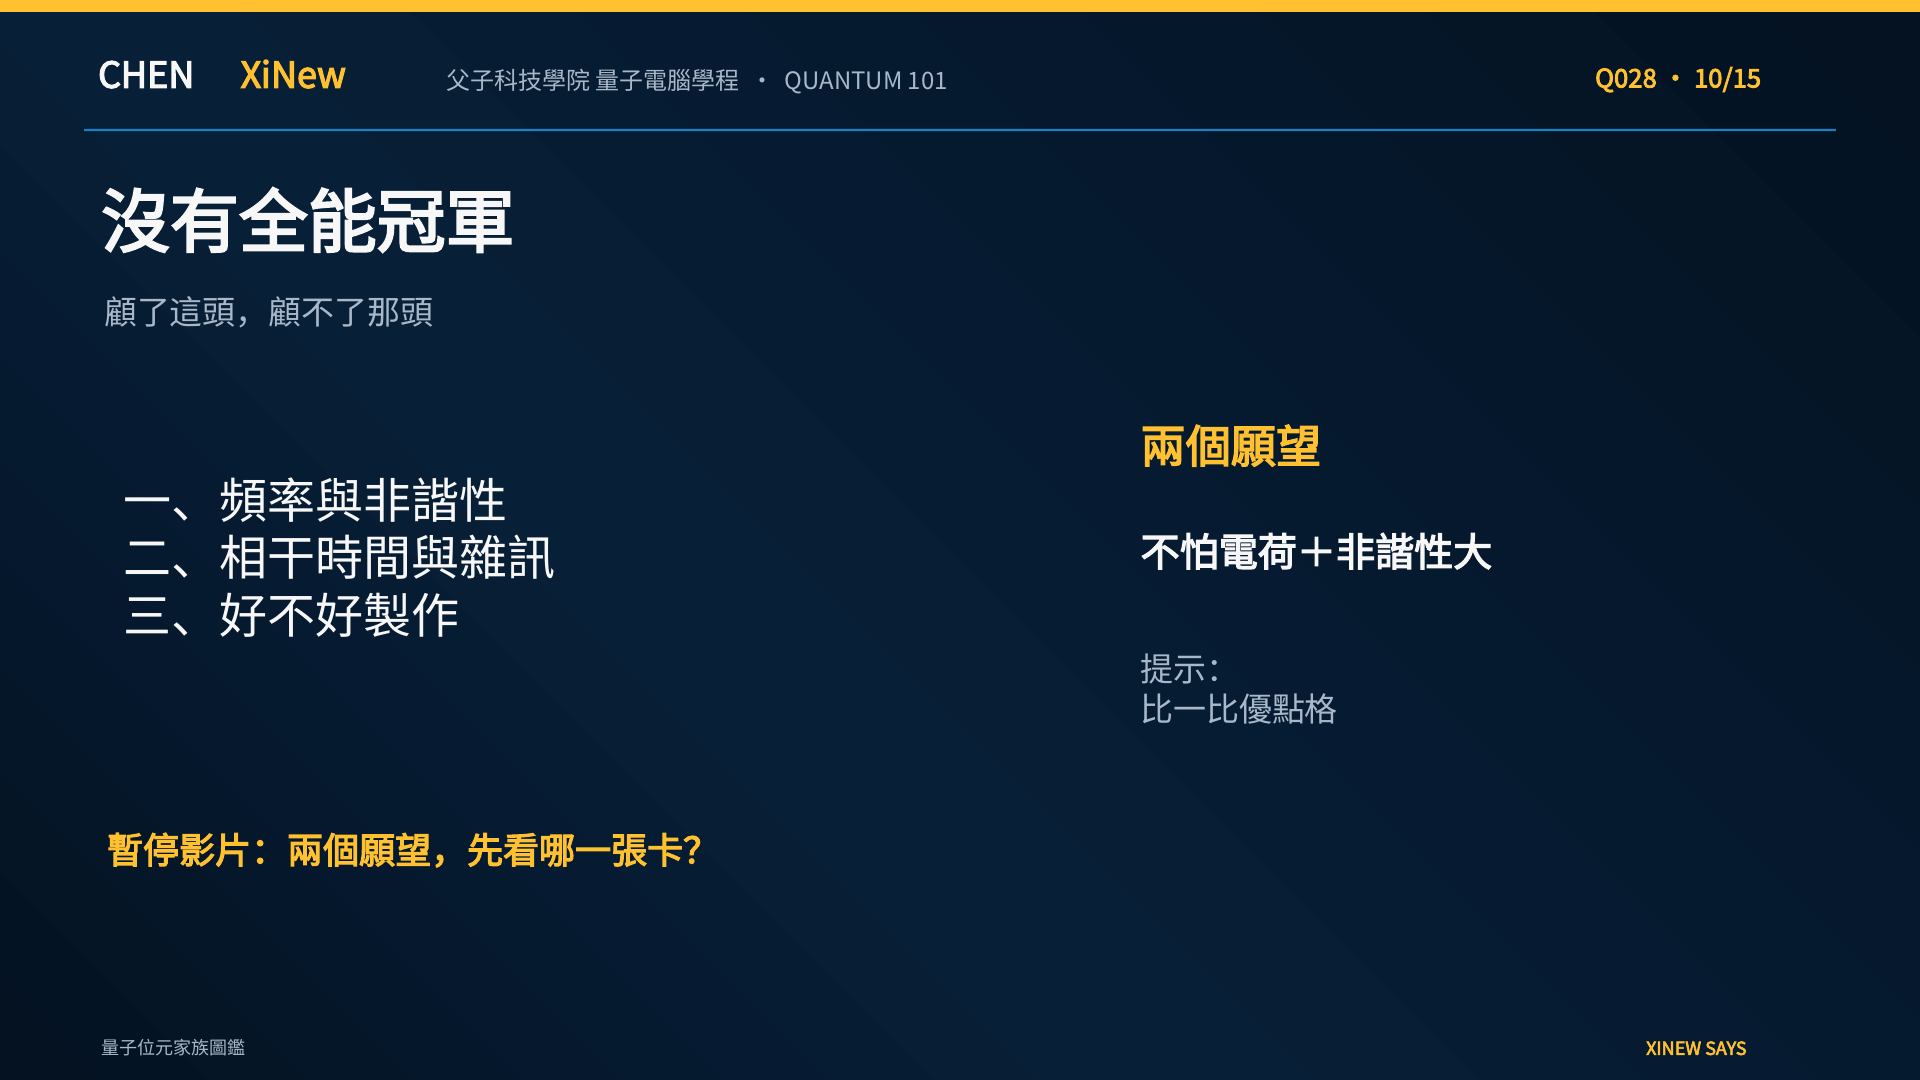 CHEN XiNew 父子科技學院 量子電腦學程 · QUANTUM 101 Q028 · 10/15
沒有全能冠軍
顧了這頭，顧不了那頭
一、頻率與非諧性
二、相干時間與雜訊
三、好不好製作
兩個願望
不怕電荷＋非諧性大
提示：
比一比優點格
暫停影片：兩個願望，先看哪一張卡？
量子位元家族圖鑑 XINEW SAYS